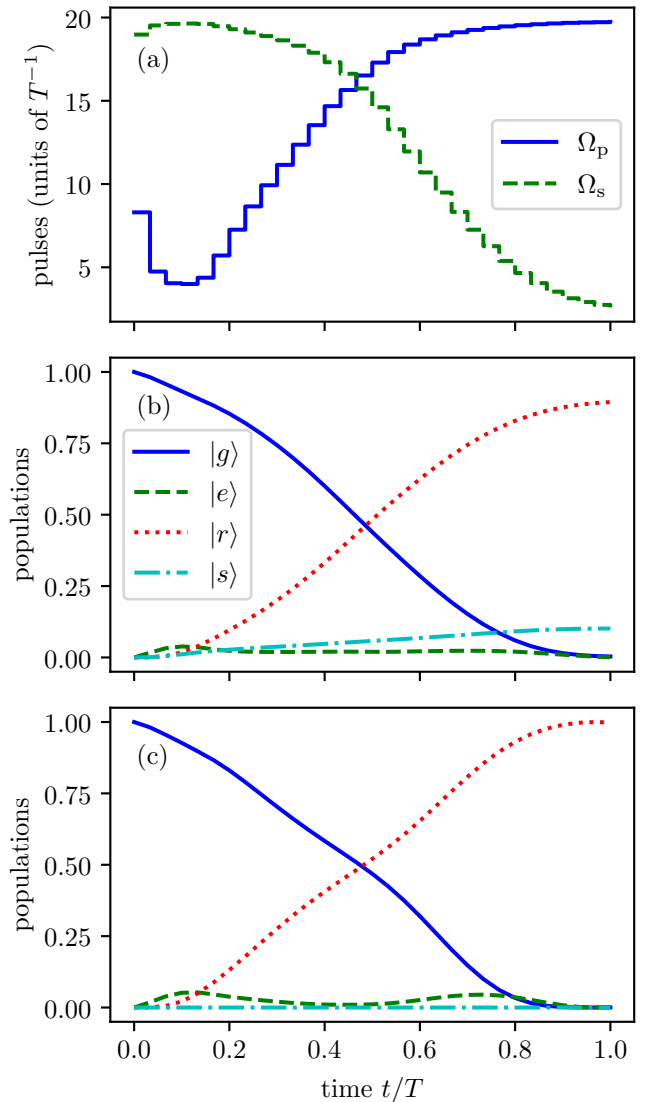 20
15
10
5
pulses (units of T⁻¹)
(a)
Ωₚ
Ωₛ
1.00
0.75
0.50
0.25
0.00
populations
(b)
|g⟩
|e⟩
|r⟩
|s⟩
1.00
0.75
0.50
0.25
0.00
populations
(c)
0.0 0.2 0.4 0.6 0.8 1.0
time t/T